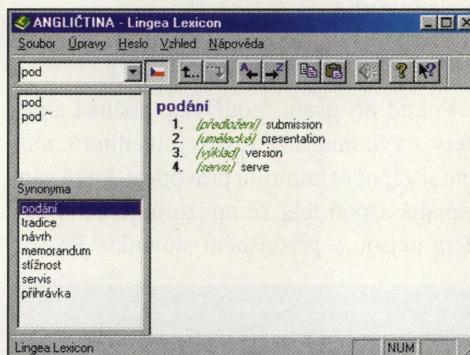 ANGLIČTINA - Lingea Lexicon
Soubor Úpravy Heslo Vzhled Nápověda
pod
pod
pod ~
podání
1. (předložení) submission
2. (umělecké) presentation
3. (výklad) version
4. (servis) serve
Synonyma
podání
tradice
návrh
memorandum
stížnost
servis
přihrávka
Lingea Lexicon
NUM